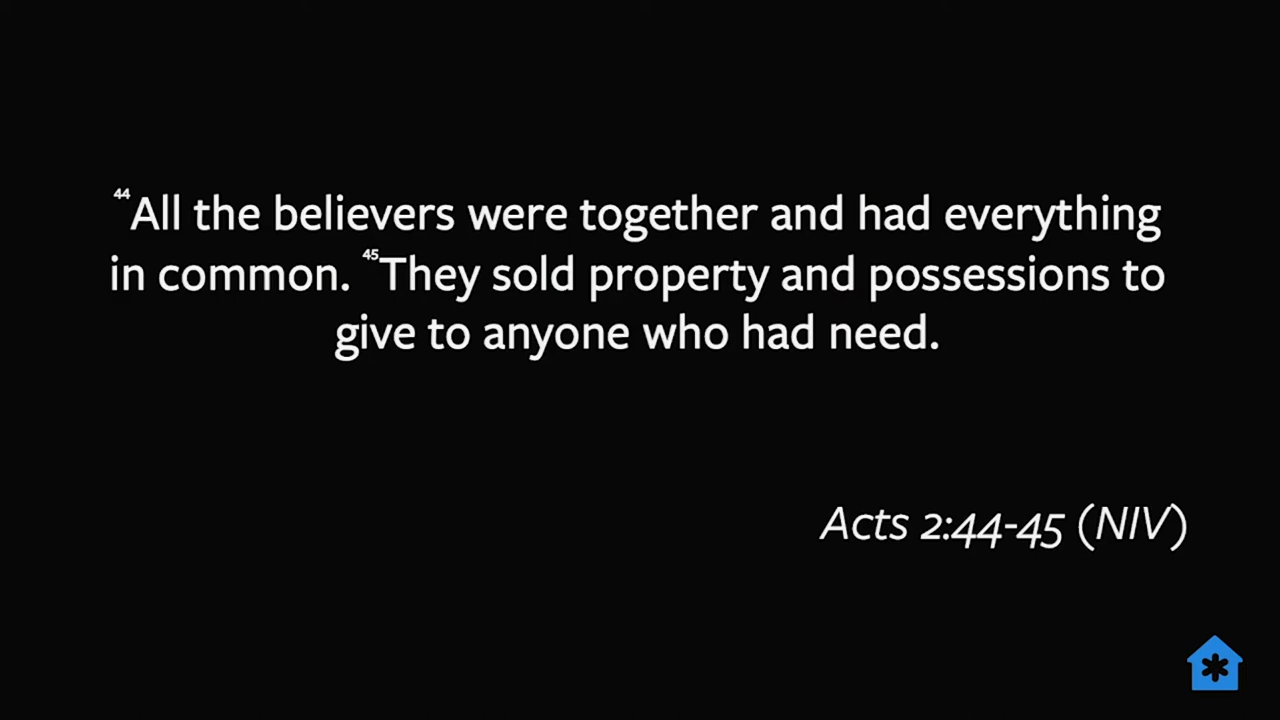 ⁴⁴All the believers were together and had everything
in common. ⁴⁵They sold property and possessions to
give to anyone who had need.
Acts 2:44-45 (NIV)